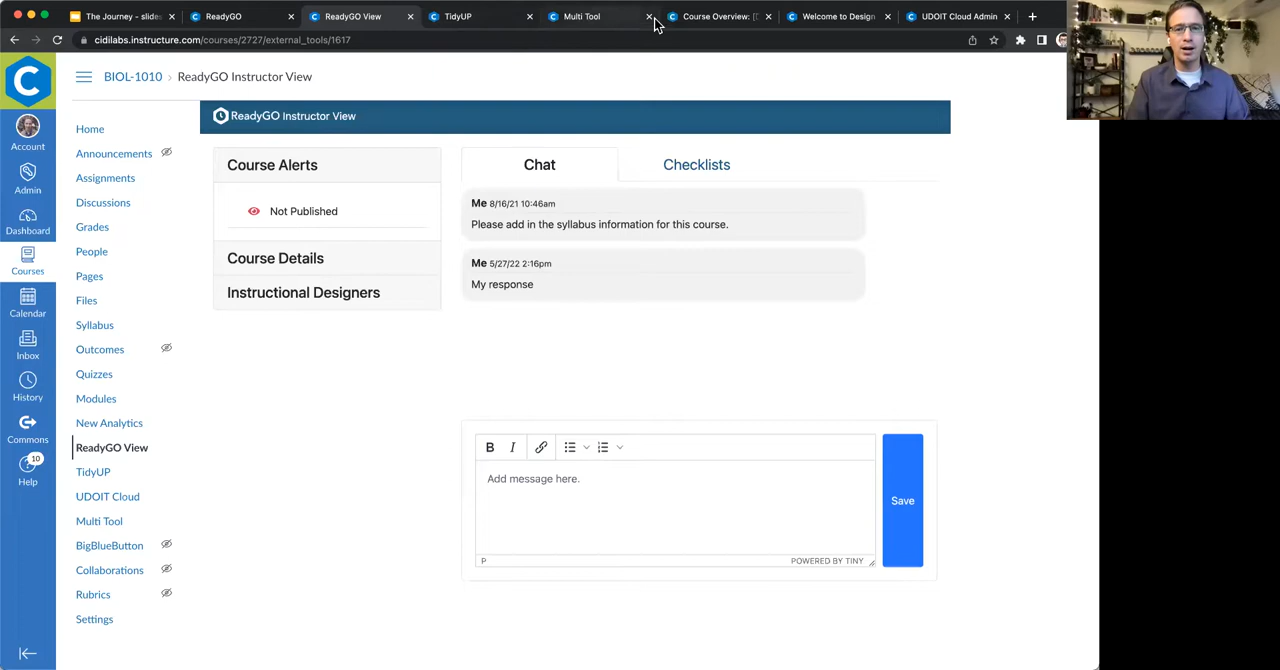 The Journey - slide
ReadyGO
ReadyGO View
TidyUP
Multi Tool
Course Overview: [D
Welcome to Design
UDOIT Cloud Admin
cidilabs.instructure.com/courses/2727/external_tools/1617
BIOL-1010 › ReadyGO Instructor View
Account
Admin
Dashboard
Courses
Calendar
Inbox
History
Commons
10
Help
Home
Announcements
Assignments
Discussions
Grades
People
Pages
Files
Syllabus
Outcomes
Quizzes
Modules
New Analytics
ReadyGO View
TidyUP
UDOIT Cloud
Multi Tool
BigBlueButton
Collaborations
Rubrics
Settings
ReadyGO Instructor View
Course Alerts
Not Published
Course Details
Instructional Designers
Chat
Checklists
Me 8/16/21 10:46am
Please add in the syllabus information for this course.
Me 5/27/22 2:16pm
My response
B I
Add message here.
P
POWERED BY TINY
Save